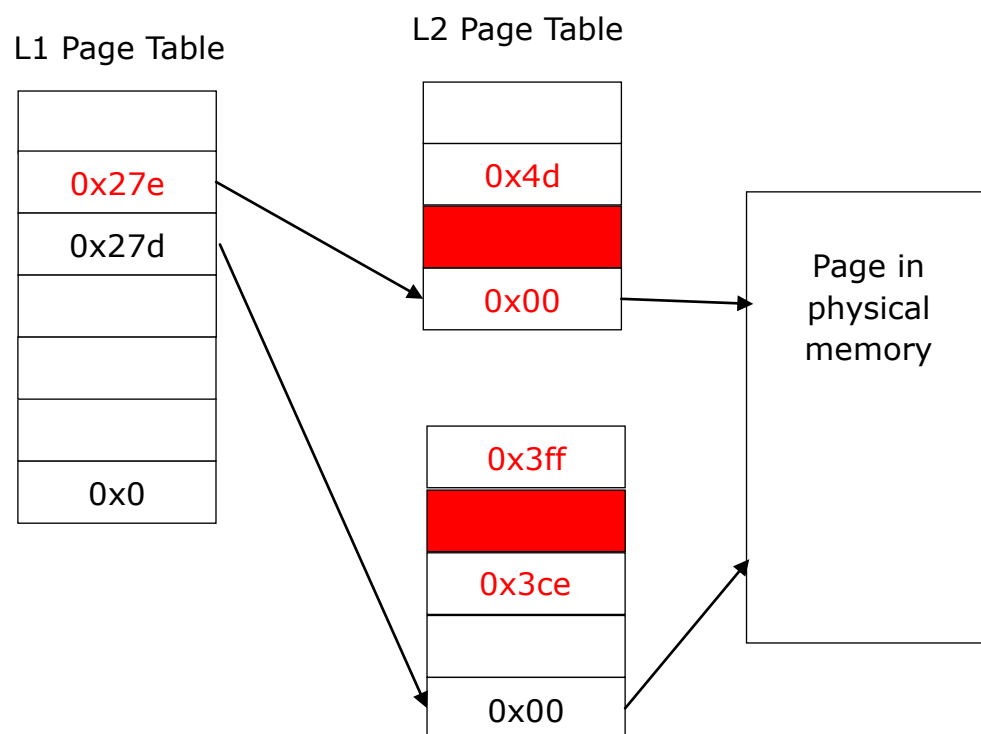 L1 Page Table
L2 Page Table
0x27e
0x27d
0x0
0x4d
0x00
0x3ff
0x3ce
0x00
Page in
physical
memory